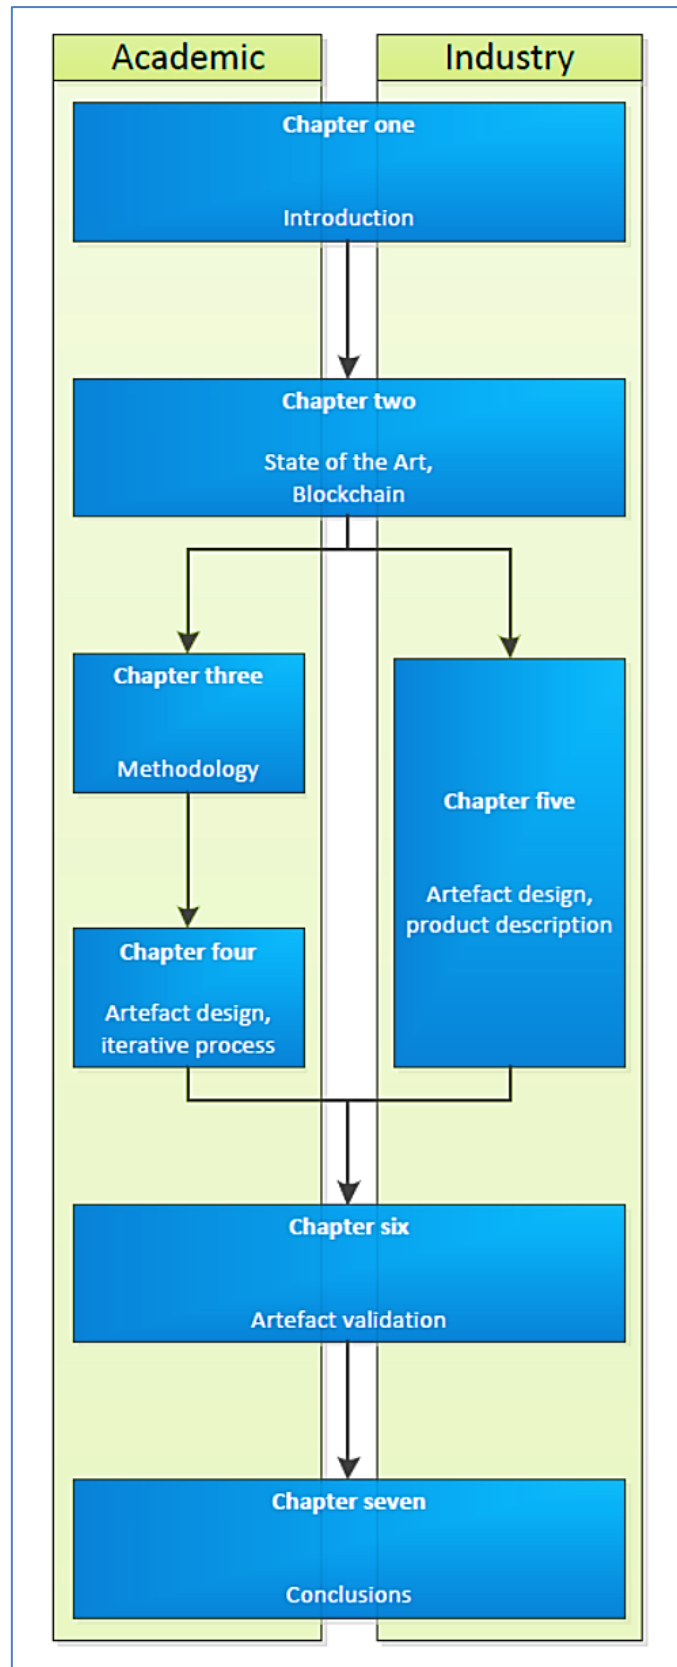 Academic
Industry
Chapter one
Introduction
Chapter two
State of the Art,
Blockchain
Chapter three
Methodology
Chapter five
Artefact design,
product description
Chapter four
Artefact design,
iterative process
Chapter six
Artefact validation
Chapter seven
Conclusions